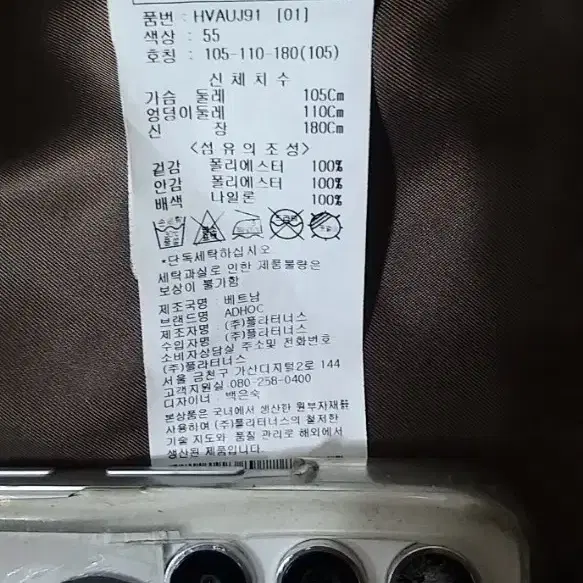 품번 : HVAUJ91 [01]
색상 : 55
호칭 : 105-110-180(105)
신체치수
가슴 둘레 105Cm
엉덩이둘레 110Cm
신 장 180Cm
<섬유의조성>
겉감 폴리에스터 100%
안감 폴리에스터 100%
배색 나일론 100%
*단독세탁하십시오
세탁과실로 인한 제품불량은
보상이 불가함
제조국명 : 베트남
브랜드명 : ADHOC
제조자명 : (주)플라터너스
수입자명 : (주)플라터너스
소비자상담실 주소및 전화번호
(주)플라터너스
서울 금천구 가산디지털2로 144
고객지원실 :080-258-0400
디자이너 : 백은숙
본상품은 국내에서 생산한 원부자재를
사용하여 (주)플라터너스의 철저한
기술 지도와 품질 관리로 해외에서
생산된 제품입니다.